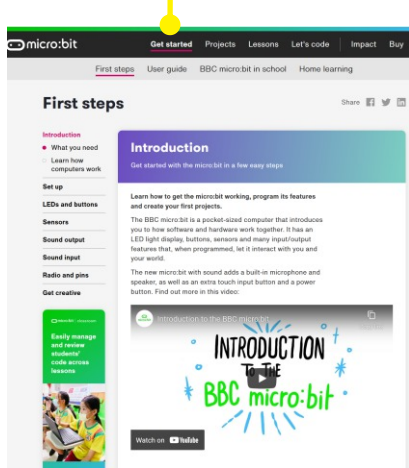 micro:bit
Get started Projects Lessons Let's code Impact Buy
First steps User guide BBC micro:bit in school Home learning
First steps
Share
Introduction
What you need
Learn how
computers work
Set up
LEDs and buttons
Sensors
Sound output
Sound input
Radio and pins
Get creative
Easily manage
and review
students'
code across
lessons
Introduction
Get started with the micro:bit in a few easy steps
Learn how to get the micro:bit working, program its features
and create your first projects.
The BBC micro:bit is a pocket-sized computer that introduces
you to how software and hardware work together. It has an
LED light display, buttons, sensors and many input/output
features that, when programmed, let it interact with you and
your world.
The new micro:bit with sound adds a built-in microphone and
speaker, as well as an extra touch input button and a power
button. Find out more in this video:
Introduction to the BBC micro:bit
INTRODUCTION
TO THE
BBC micro:bit
Watch on YouTube